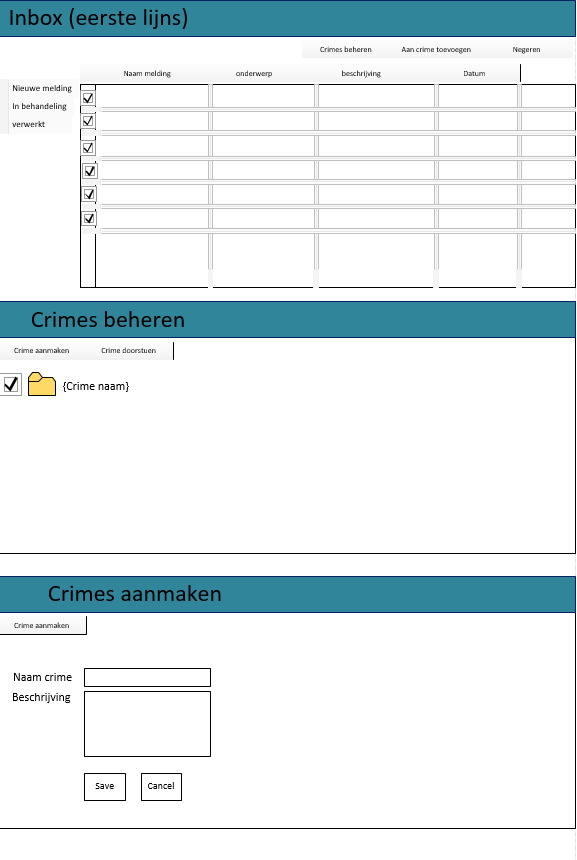 Inbox (eerste lijns)
Crimes beheren Aan crime toevoegen Negeren
Naam melding onderwerp beschrijving Datum
Nieuwe melding
In behandeling
verwerkt
Crimes beheren
Crime aanmaken Crime doorstuen
{Crime naam}
Crimes aanmaken
Crime aanmaken
Naam crime
Beschrijving
Save Cancel